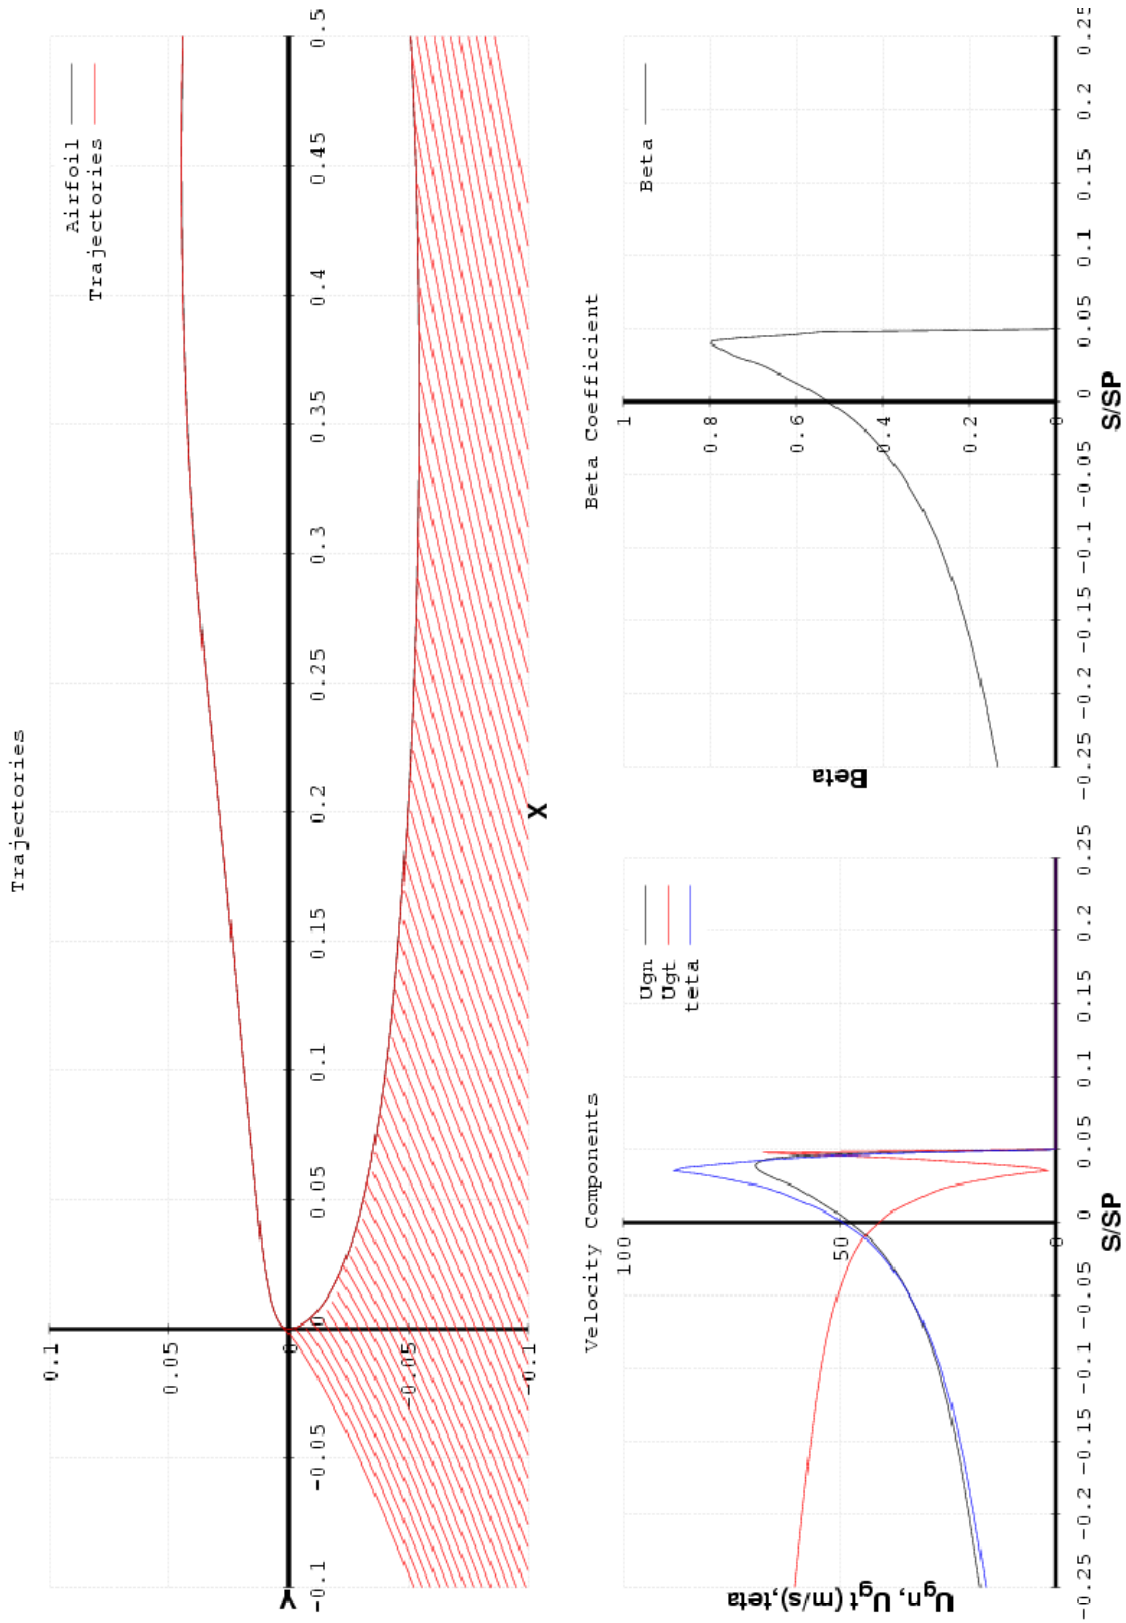 Trajectories
Airfoil
Trajectories
0.1
0.05
0
-0.05
-0.1
Y
-0.1 -0.05 0 0.05 0.1 0.15 0.2 0.25 0.3 0.35 0.4 0.45 0.5
X
Velocity Components
Ugn
Ugt
teta
100
50
0
Ugn, Ugt (m/s),teta
-0.25 -0.2 -0.15 -0.1 -0.05 0 0.05 0.1 0.15 0.2 0.25
S/SP
Beta Coefficient
Beta
1
0.8
0.6
0.4
0.2
0
Beta
-0.25 -0.2 -0.15 -0.1 -0.05 0 0.05 0.1 0.15 0.2 0.25
S/SP